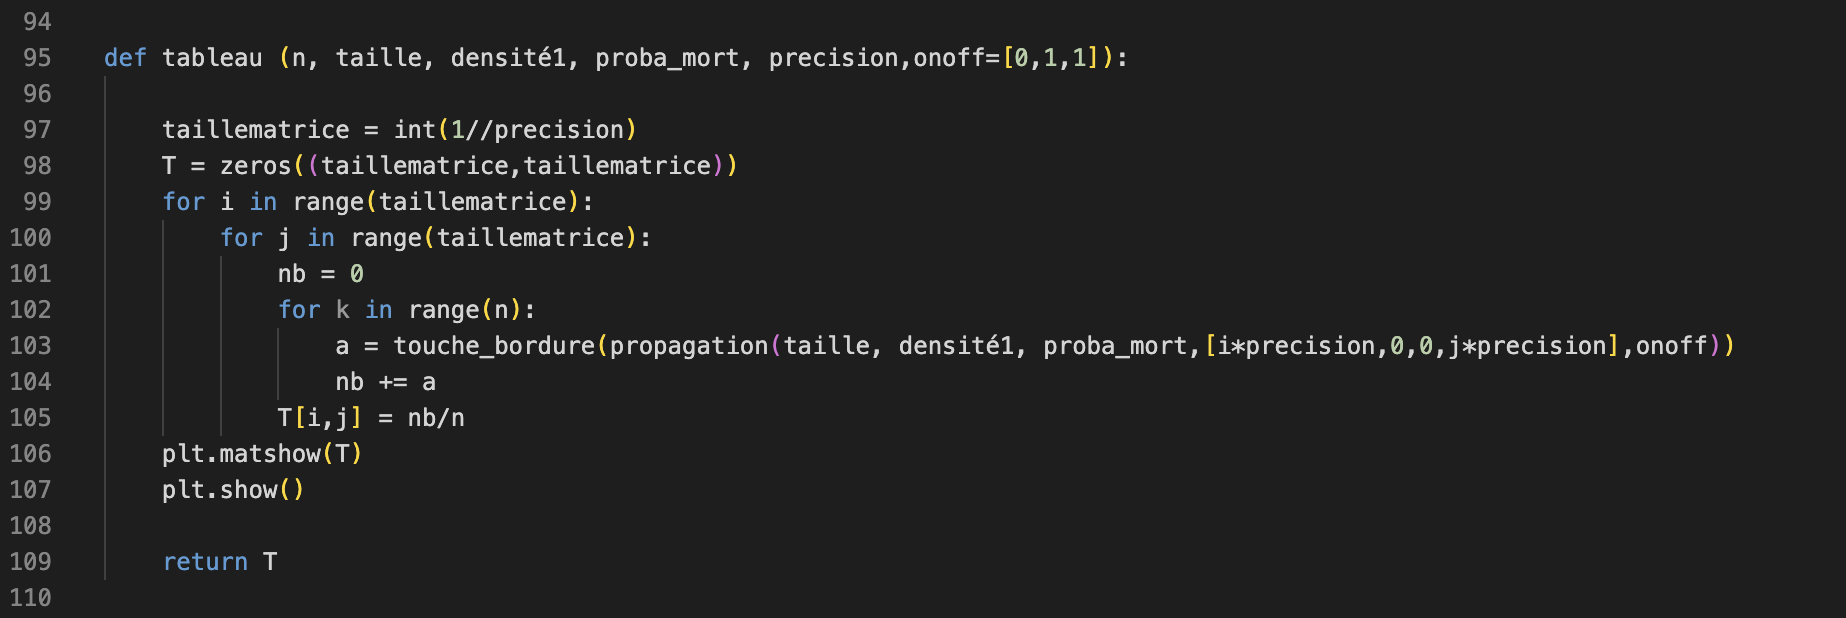 94
95 def tableau (n, taille, densité1, proba_mort, precision,onoff=[0,1,1]):
96
97 taillematrice = int(1//precision)
98 T = zeros((taillematrice,taillematrice))
99 for i in range(taillematrice):
100 for j in range(taillematrice):
101 nb = 0
102 for k in range(n):
103 a = touche_bordure(propagation(taille, densité1, proba_mort,[i*precision,0,0,j*precision],onoff))
104 nb += a
105 T[i,j] = nb/n
106 plt.matshow(T)
107 plt.show()
108
109 return T
110